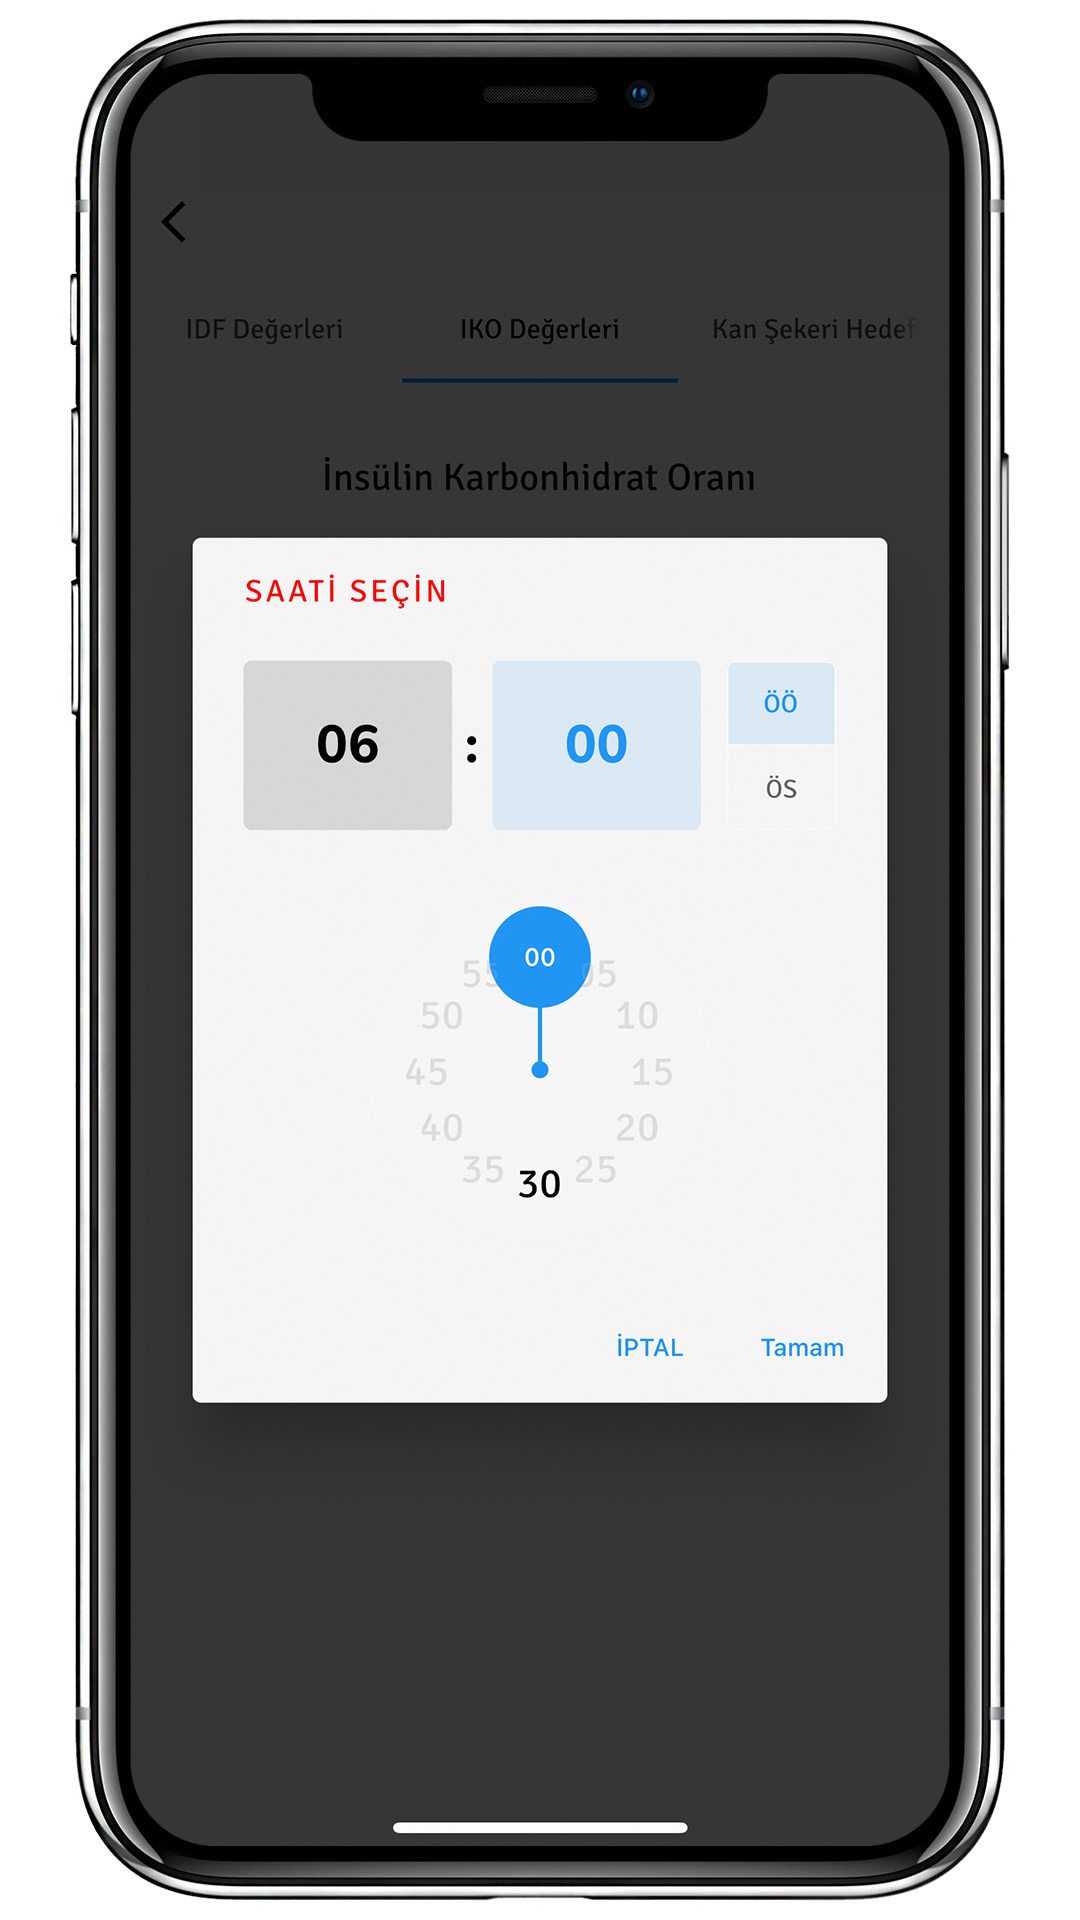 IDF Değerleri IKO Değerleri Kan Şekeri Hedef
İnsülin Karbonhidrat Oranı
SAATİ SEÇİN
06 : 00 ÖÖ
ÖS
00
55 05
50 10
45 15
40 20
35 25
30
İPTAL Tamam